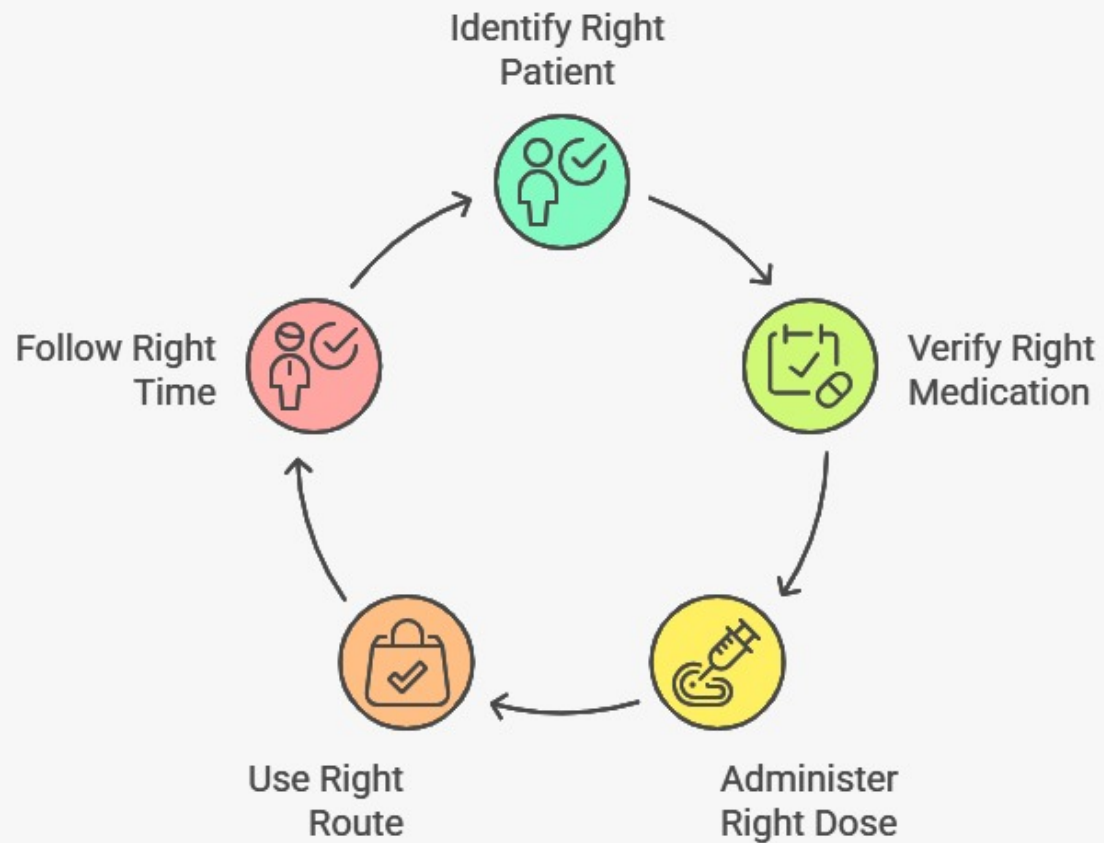 Identify Right
Patient
Verify Right
Medication
Administer
Right Dose
Use Right
Route
Follow Right
Time